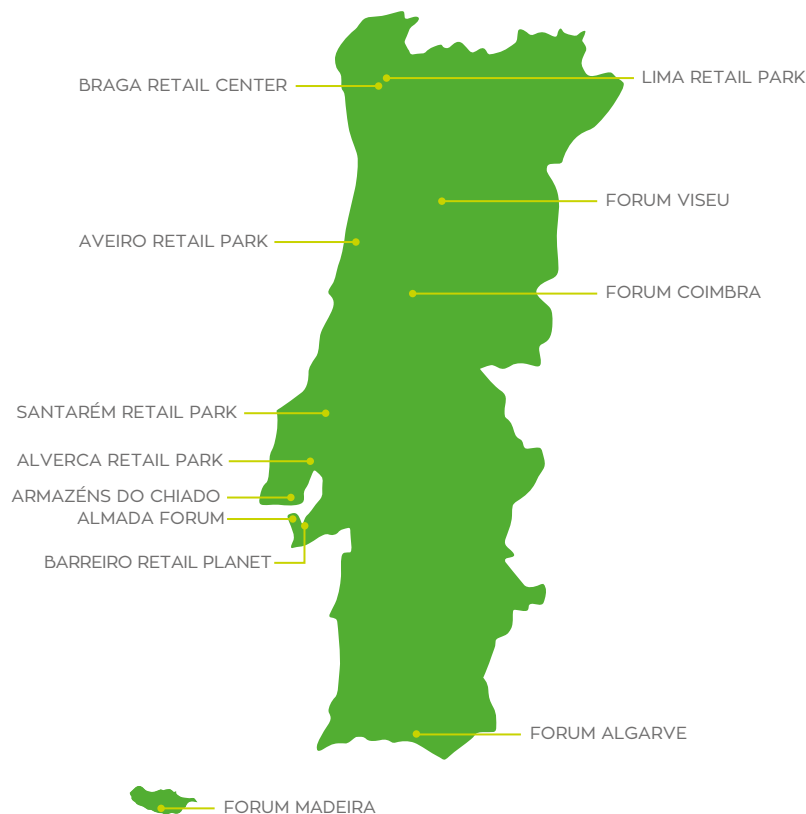 LIMA RETAIL PARK
BRAGA RETAIL CENTER
FORUM VISEU
AVEIRO RETAIL PARK
FORUM COIMBRA
SANTARÉM RETAIL PARK
ALVERCA RETAIL PARK
ARMAZÉNS DO CHIADO
ALMADA FORUM
BARREIRO RETAIL PLANET
FORUM ALGARVE
FORUM MADEIRA